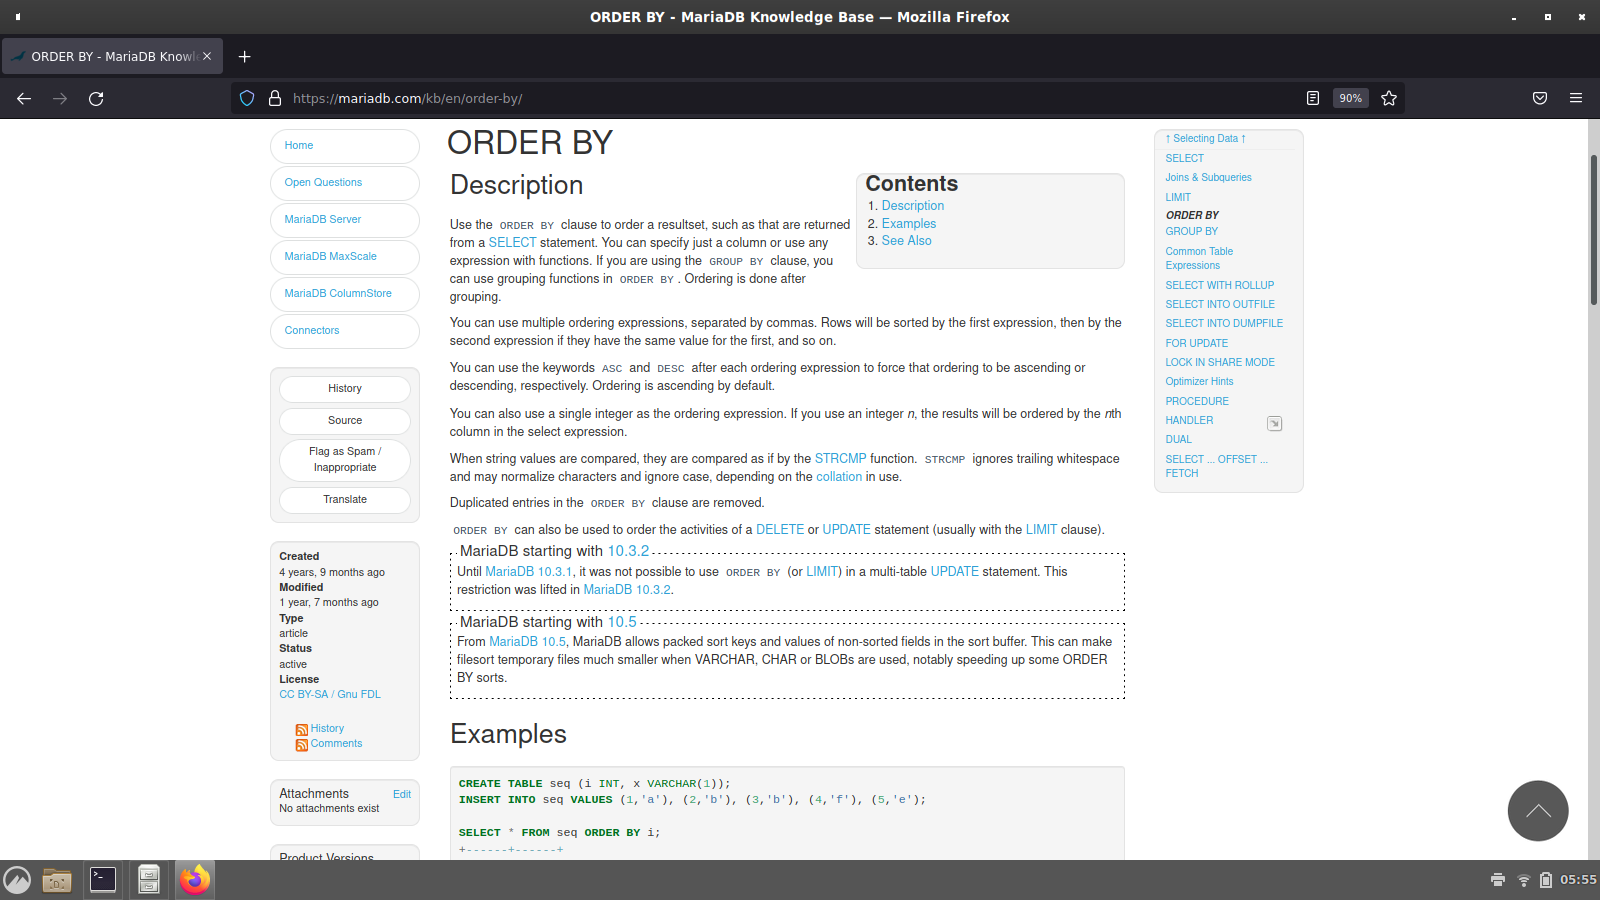 ORDER BY - MariaDB Knowledge Base — Mozilla Firefox
ORDER BY - MariaDB Knowle
https://mariadb.com/kb/en/order-by/
90%
Home
Open Questions
MariaDB Server
MariaDB MaxScale
MariaDB ColumnStore
Connectors
History
Source
Flag as Spam /
Inappropriate
Translate
Created
4 years, 9 months ago
Modified
1 year, 7 months ago
Type
article
Status
active
License
CC BY-SA / Gnu FDL
History
Comments
Attachments
Edit
No attachments exist
Product Versions
ORDER BY
Description
Contents
1. Description
2. Examples
3. See Also
Use the ORDER BY clause to order a resultset, such as that are returned
from a SELECT statement. You can specify just a column or use any
expression with functions. If you are using the GROUP BY clause, you
can use grouping functions in ORDER BY. Ordering is done after
grouping.
You can use multiple ordering expressions, separated by commas. Rows will be sorted by the first expression, then by the
second expression if they have the same value for the first, and so on.
You can use the keywords ASC and DESC after each ordering expression to force that ordering to be ascending or
descending, respectively. Ordering is ascending by default.
You can also use a single integer as the ordering expression. If you use an integer n, the results will be ordered by the nth
column in the select expression.
When string values are compared, they are compared as if by the STRCMP function. STRCMP ignores trailing whitespace
and may normalize characters and ignore case, depending on the collation in use.
Duplicated entries in the ORDER BY clause are removed.
ORDER BY can also be used to order the activities of a DELETE or UPDATE statement (usually with the LIMIT clause).
MariaDB starting with 10.3.2
Until MariaDB 10.3.1, it was not possible to use ORDER BY (or LIMIT) in a multi-table UPDATE statement. This
restriction was lifted in MariaDB 10.3.2.
MariaDB starting with 10.5
From MariaDB 10.5, MariaDB allows packed sort keys and values of non-sorted fields in the sort buffer. This can make
filesort temporary files much smaller when VARCHAR, CHAR or BLOBs are used, notably speeding up some ORDER
BY sorts.
Examples
CREATE TABLE seq (i INT, x VARCHAR(1));
INSERT INTO seq VALUES (1,'a'), (2,'b'), (3,'b'), (4,'f'), (5,'e');
SELECT * FROM seq ORDER BY i;
+------+------+
↑ Selecting Data ↑
SELECT
Joins & Subqueries
LIMIT
ORDER BY
GROUP BY
Common Table
Expressions
SELECT WITH ROLLUP
SELECT INTO OUTFILE
SELECT INTO DUMPFILE
FOR UPDATE
LOCK IN SHARE MODE
Optimizer Hints
PROCEDURE
HANDLER
DUAL
SELECT ... OFFSET ...
FETCH
05:55